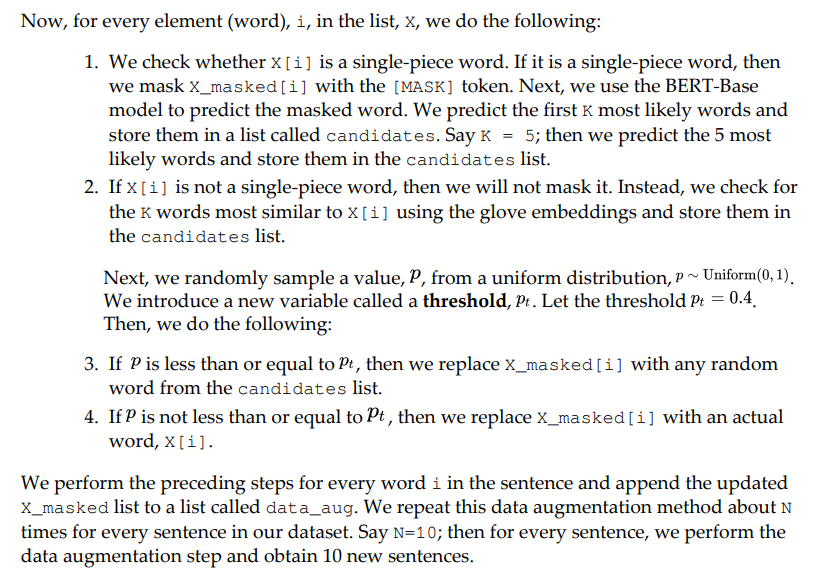 Now, for every element (word), i, in the list, X, we do the following:
1. We check whether X[i] is a single-piece word. If it is a single-piece word, then
we mask X_masked[i] with the [MASK] token. Next, we use the BERT-Base
model to predict the masked word. We predict the first K most likely words and
store them in a list called candidates. Say K = 5; then we predict the 5 most
likely words and store them in the candidates list.
2. If X[i] is not a single-piece word, then we will not mask it. Instead, we check for
the K words most similar to X[i] using the glove embeddings and store them in
the candidates list.
Next, we randomly sample a value, p, from a uniform distribution, p ~ Uniform(0, 1).
We introduce a new variable called a threshold, pₜ. Let the threshold pₜ = 0.4.
Then, we do the following:
3. If p is less than or equal to pₜ, then we replace X_masked[i] with any random
word from the candidates list.
4. If p is not less than or equal to pₜ, then we replace X_masked[i] with an actual
word, X[i].
We perform the preceding steps for every word i in the sentence and append the updated
X_masked list to a list called data_aug. We repeat this data augmentation method about N
times for every sentence in our dataset. Say N=10; then for every sentence, we perform the
data augmentation step and obtain 10 new sentences.